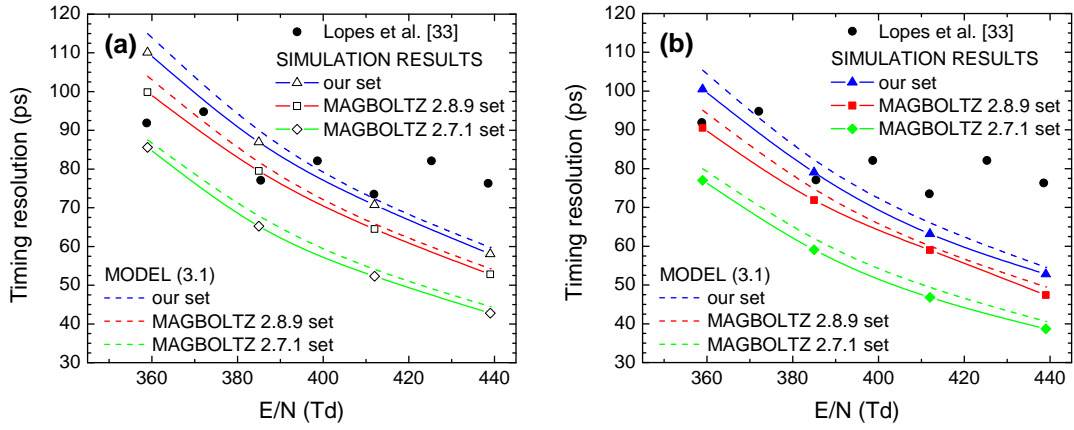 (a)
Lopes et al. [33]
SIMULATION RESULTS
our set
MAGBOLTZ 2.8.9 set
MAGBOLTZ 2.7.1 set
MODEL (3.1)
our set
MAGBOLTZ 2.8.9 set
MAGBOLTZ 2.7.1 set
Timing resolution (ps)
120
110
100
90
80
70
60
50
40
30
360
380
400
420
440
E/N (Td)
(b)
Lopes et al. [33]
SIMULATION RESULTS
our set
MAGBOLTZ 2.8.9 set
MAGBOLTZ 2.7.1 set
MODEL (3.1)
our set
MAGBOLTZ 2.8.9 set
MAGBOLTZ 2.7.1 set
Timing resolution (ps)
120
110
100
90
80
70
60
50
40
30
360
380
400
420
440
E/N (Td)